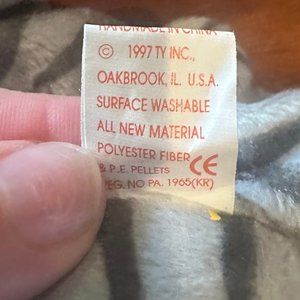 HANDMADE IN CHINA
© 1997 TY INC.,
OAKBROOK, IL. U.S.A.
SURFACE WASHABLE
ALL NEW MATERIAL
POLYESTER FIBER
& P.E. PELLETS CE
REG. NO PA. 1965(KR)